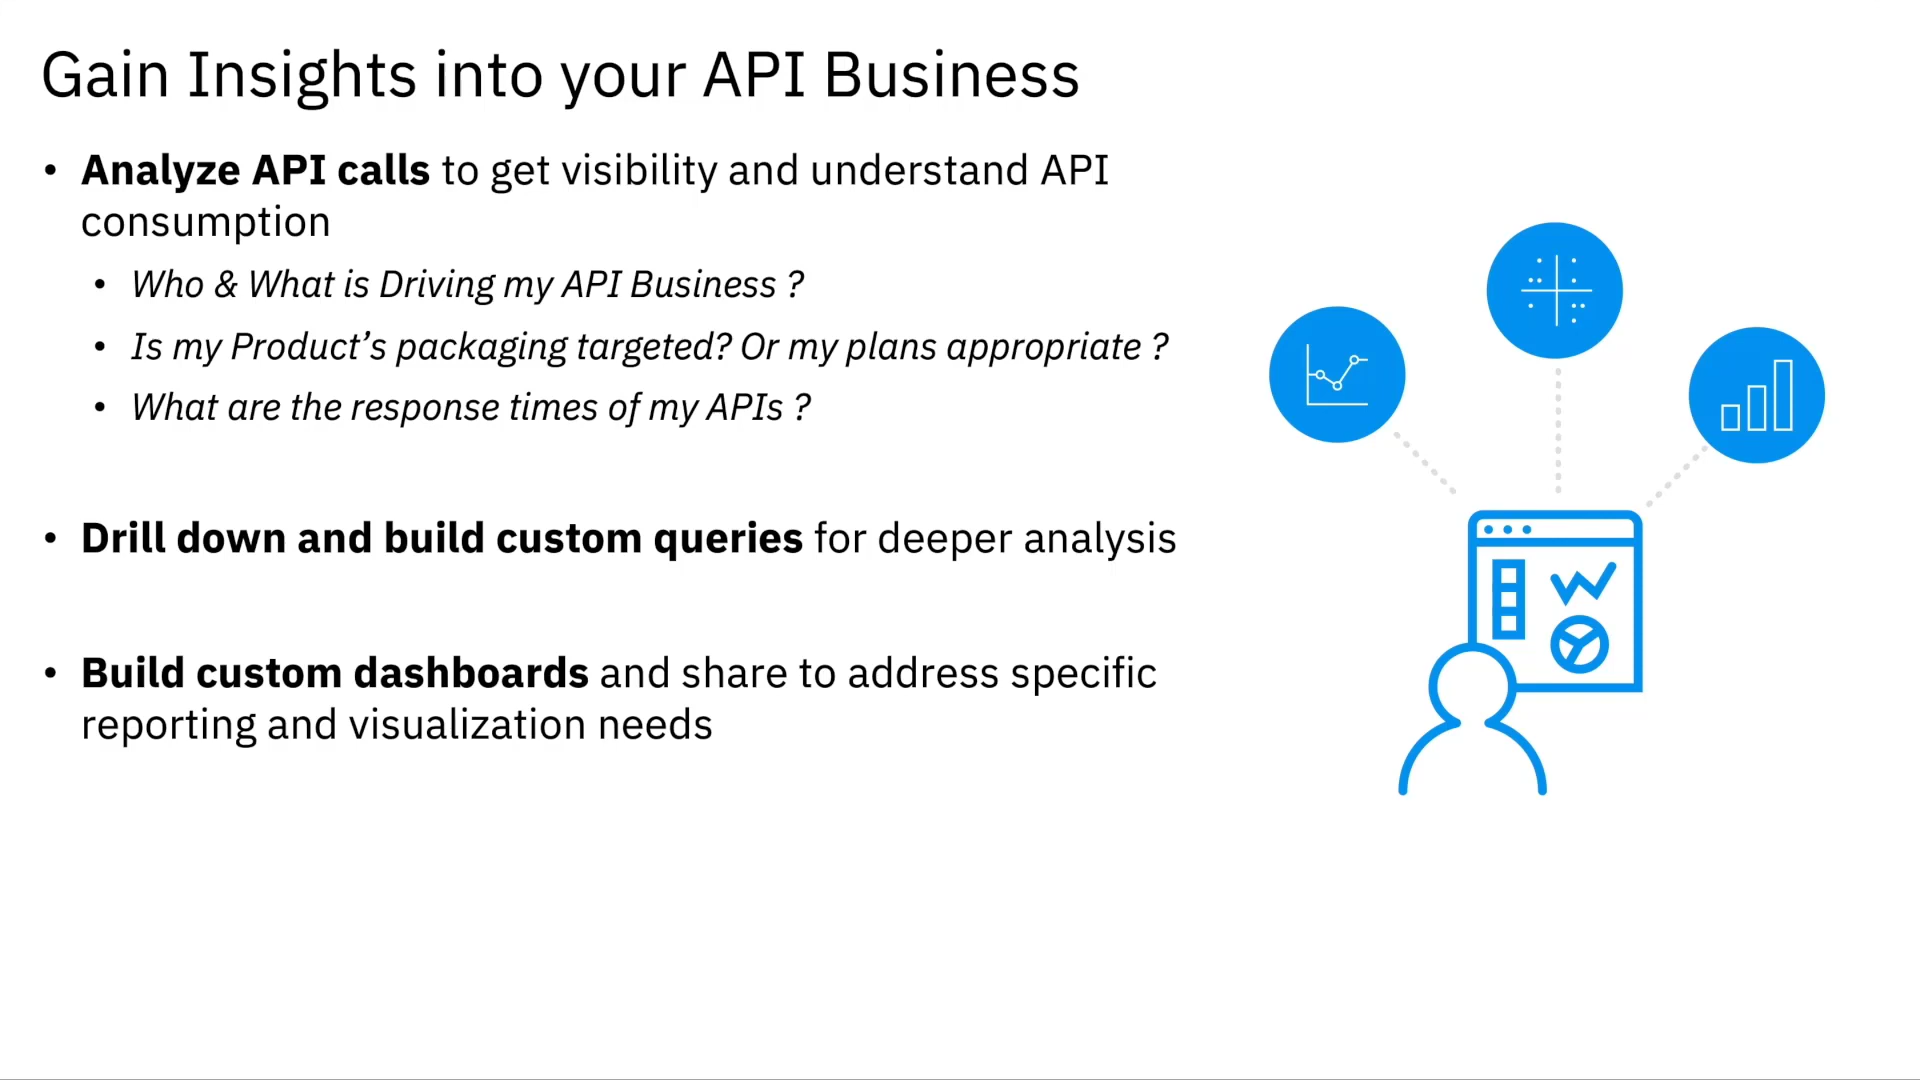 Gain Insights into your API Business
• Analyze API calls to get visibility and understand API
consumption
• Who & What is Driving my API Business ?
• Is my Product’s packaging targeted? Or my plans appropriate ?
• What are the response times of my APIs ?
• Drill down and build custom queries for deeper analysis
• Build custom dashboards and share to address specific
reporting and visualization needs